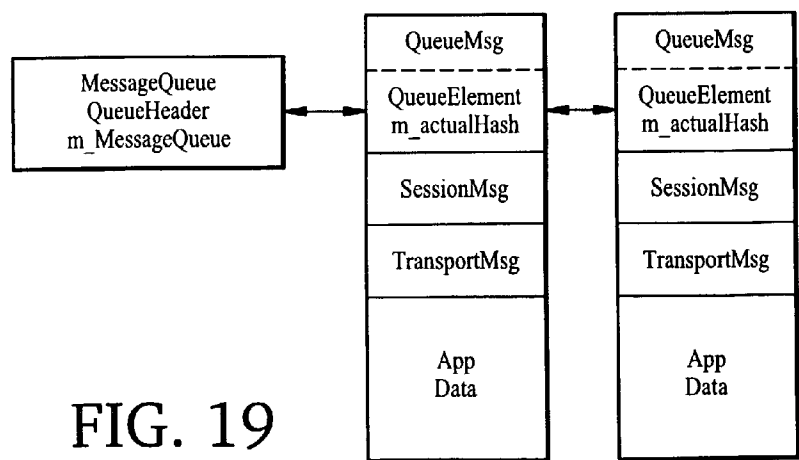 MessageQueue
QueueHeader
m_MessageQueue
QueueMsg
QueueElement
m_actualHash
SessionMsg
TransportMsg
App
Data
QueueMsg
QueueElement
m_actualHash
SessionMsg
TransportMsg
App
Data
FIG. 19